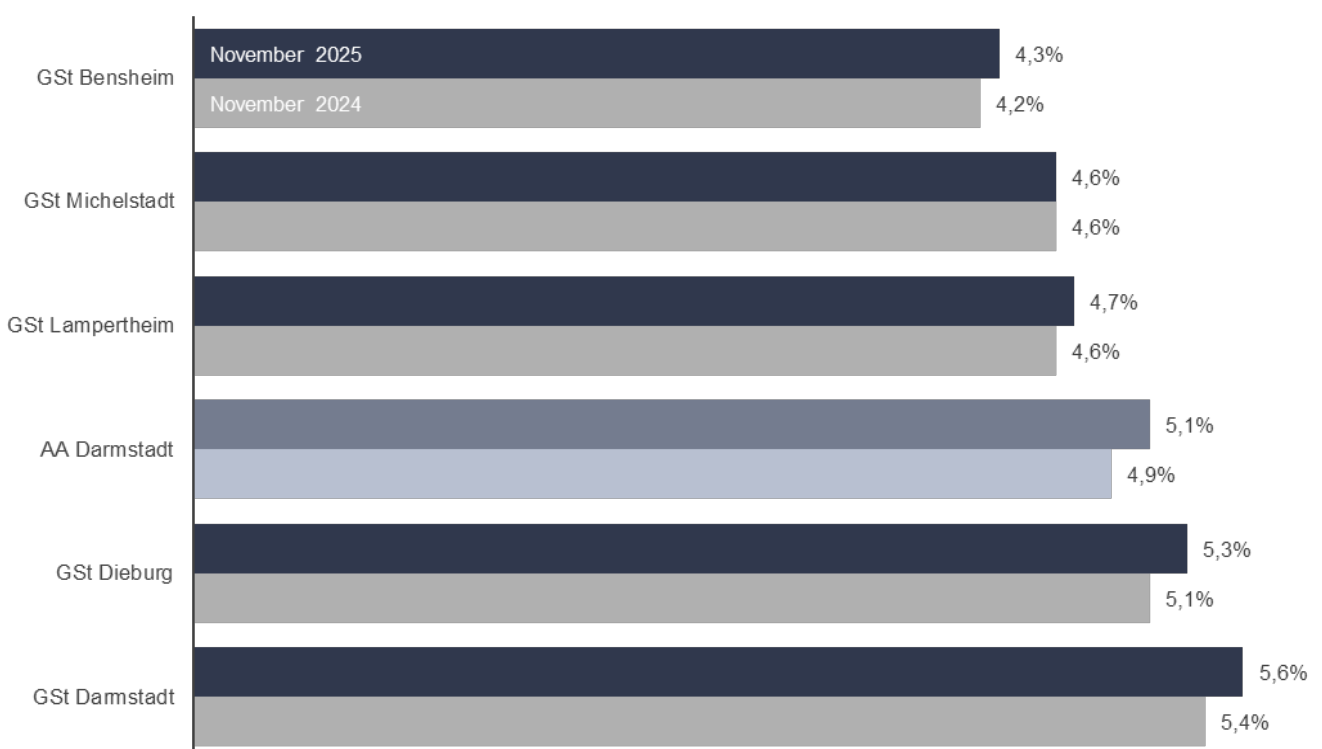 November 2025
4,3%
GSt Bensheim
November 2024
4,2%
4,6%
GSt Michelstadt
4,6%
4,7%
GSt Lampertheim
4,6%
5,1%
AA Darmstadt
4,9%
5,3%
GSt Dieburg
5,1%
5,6%
GSt Darmstadt
5,4%